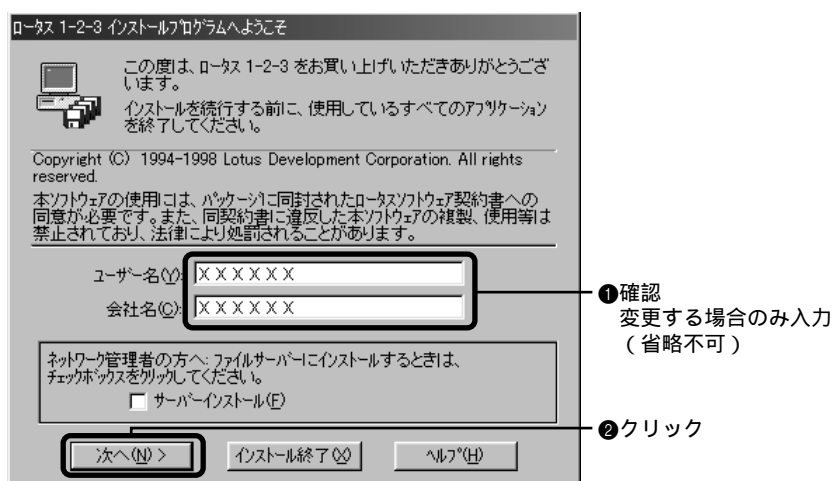 ロータス 1-2-3 インストールプログラムへようこそ
この度は、ロータス 1-2-3 をお買い上げいただきありがとうござ
います。
インストールを続行する前に、使用しているすべてのアプリケーション
を終了してください。
Copyright (C) 1994-1998 Lotus Development Corporation. All rights
reserved.
本ソフトウェアの使用には、パッケージに同封されたロータスソフトウェア契約書への
同意が必要です。また、同契約書に違反した本ソフトウェアの複製、使用等は
禁止されており、法律により処罰されることがあります。
ユーザー名(Y): XXXXXX
会社名(C): XXXXXX
❶確認
変更する場合のみ入力
(省略不可)
ネットワーク管理者の方へ: ファイルサーバーにインストールするときは、
チェックボックスをクリックしてください。
サーバーインストール(F)
❷クリック
次へ(N) >
インストール終了(X)
ヘルプ(H)